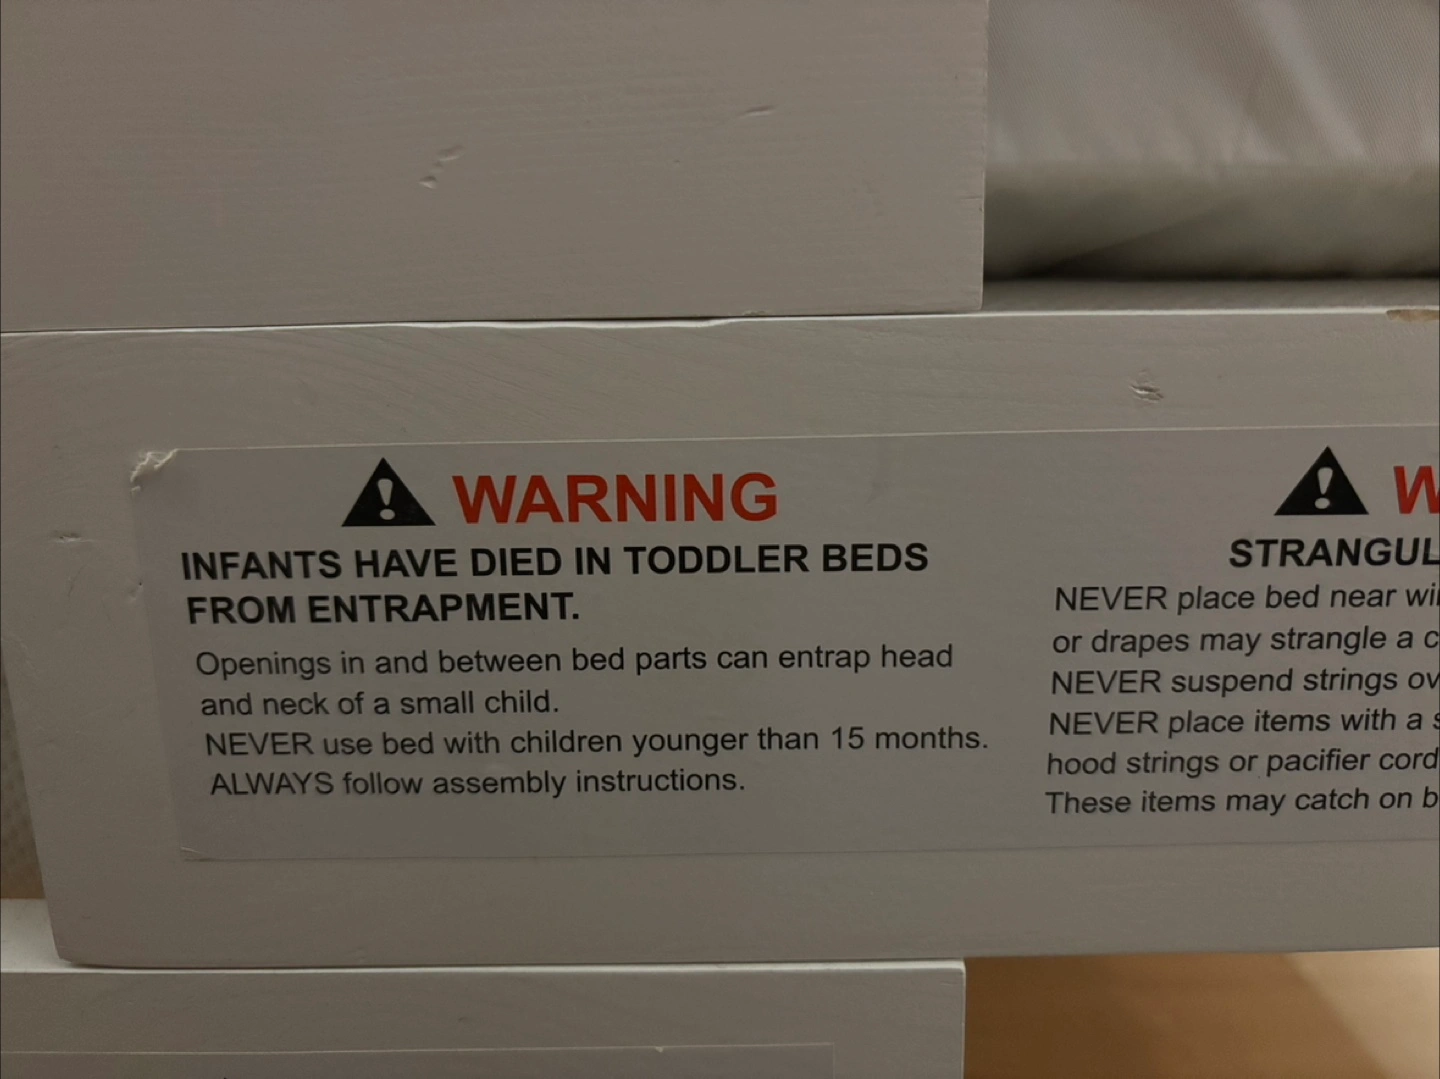 WARNING
INFANTS HAVE DIED IN TODDLER BEDS
FROM ENTRAPMENT.
Openings in and between bed parts can entrap head
and neck of a small child.
NEVER use bed with children younger than 15 months.
ALWAYS follow assembly instructions.
NEVER place bed near
or drapes may strangle a
NEVER suspend strings
NEVER place items with a
hood strings or pacifier
These items may catch on